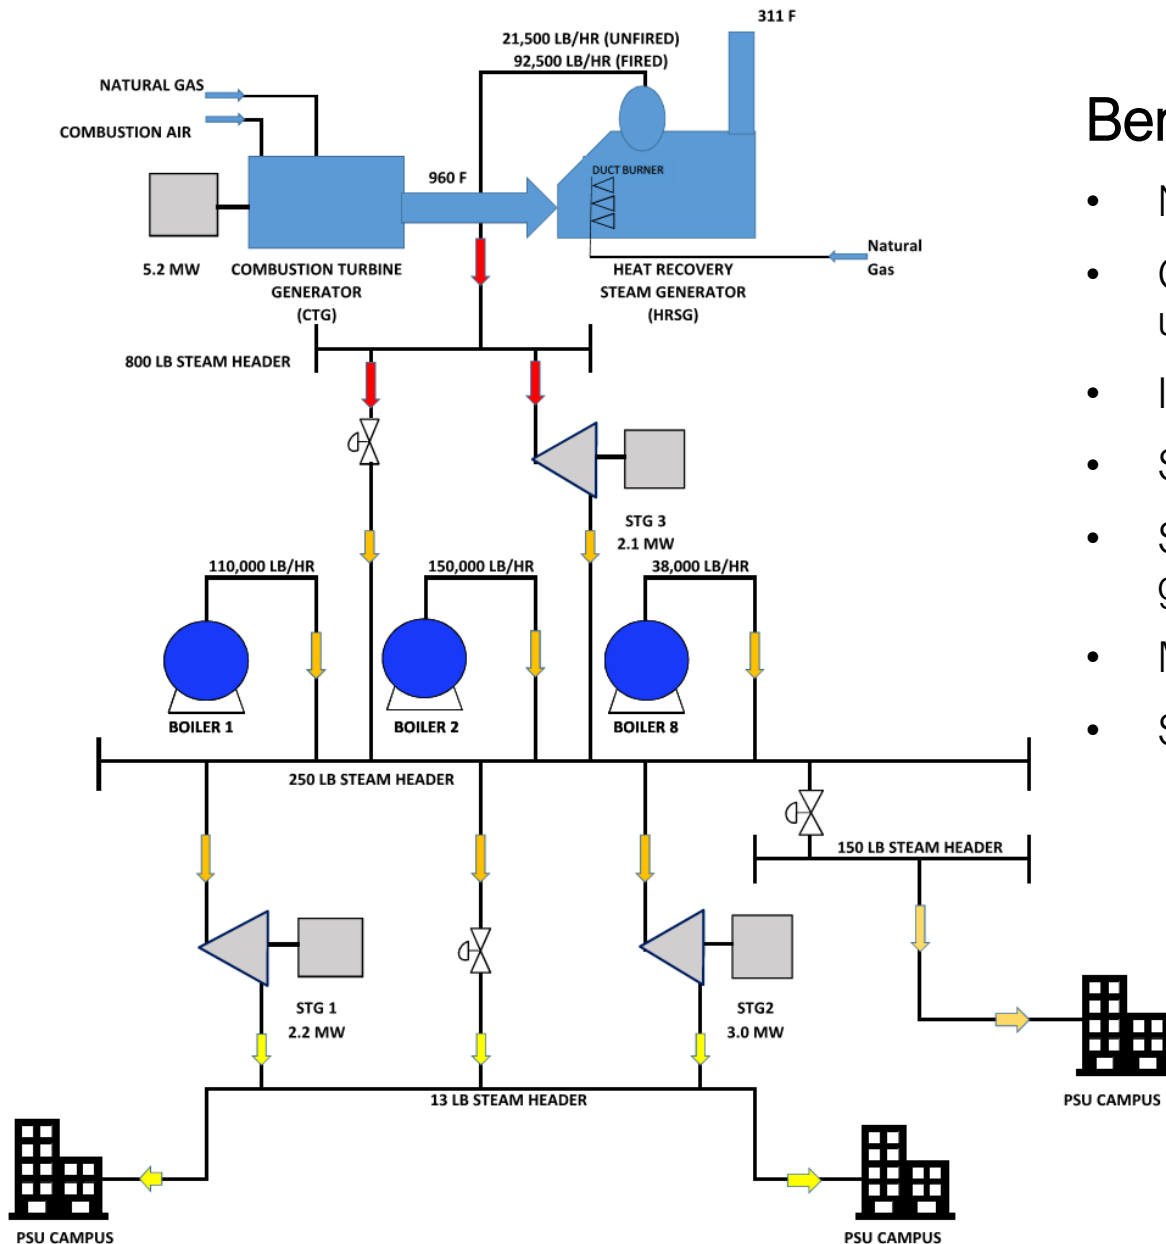 311 F
21,500 LB/HR (UNFIRED)
92,500 LB/HR (FIRED)
NATURAL GAS
COMBUSTION AIR
DUCT BURNER
960 F
Natural
Gas
5.2 MW
COMBUSTION TURBINE
GENERATOR
(CTG)
HEAT RECOVERY
STEAM GENERATOR
(HRSG)
800 LB STEAM HEADER
STG 3
2.1 MW
110,000 LB/HR
150,000 LB/HR
38,000 LB/HR
BOILER 1
BOILER 2
BOILER 8
250 LB STEAM HEADER
150 LB STEAM HEADER
STG 1
2.2 MW
STG2
3.0 MW
13 LB STEAM HEADER
PSU CAMPUS
PSU CAMPUS
PSU CAMPUS